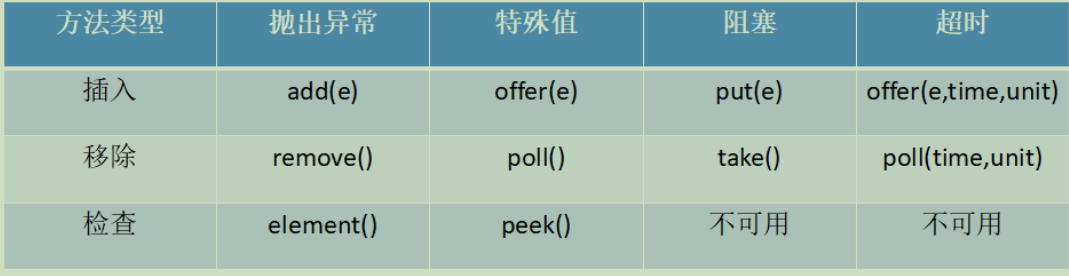 方法类型 抛出异常 特殊值 阻塞 超时
插入 add(e) offer(e) put(e) offer(e,time,unit)
移除 remove() poll() take() poll(time,unit)
检查 element() peek() 不可用 不可用